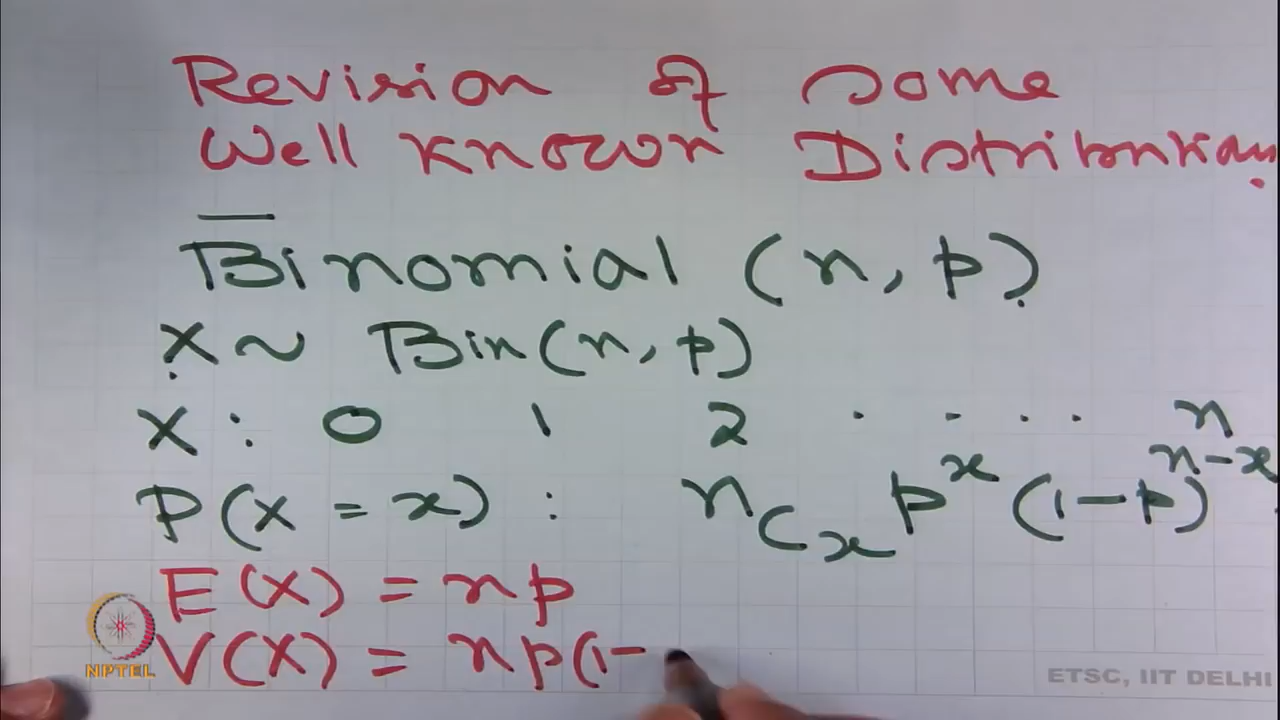 Revision of some
Well known Distributions
Binomial (n, p)
X ~ Bin(n, p)
X : 0 1 2 . . . . n
P(X = x) : nCx p^x (1-p)^n-x
E(X) = np
V(X) = np(1-
NPTEL
ETSC, IIT DELHI